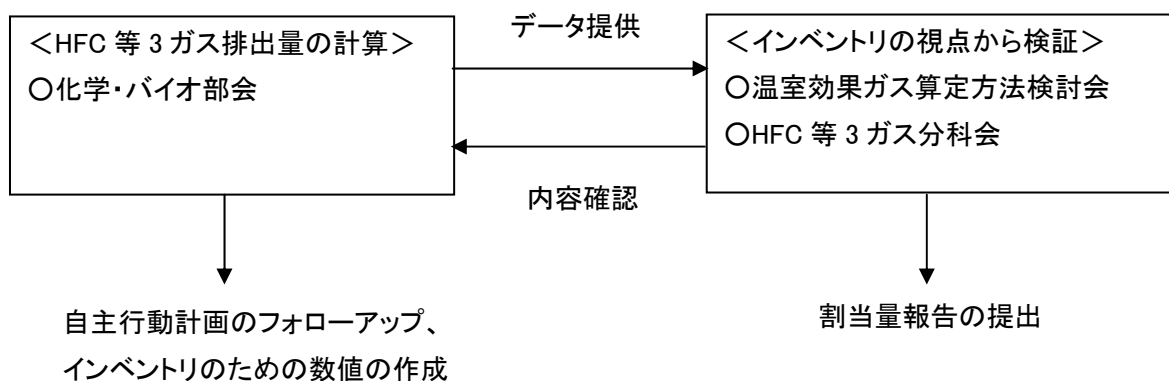 データ提供
＜HFC 等 3 ガス排出量の計算＞
○化学・バイオ部会
＜インベントリの視点から検証＞
○温室効果ガス算定方法検討会
○HFC 等 3 ガス分科会
内容確認
自主行動計画のフォローアップ、
インベントリのための数値の作成
割当量報告の提出